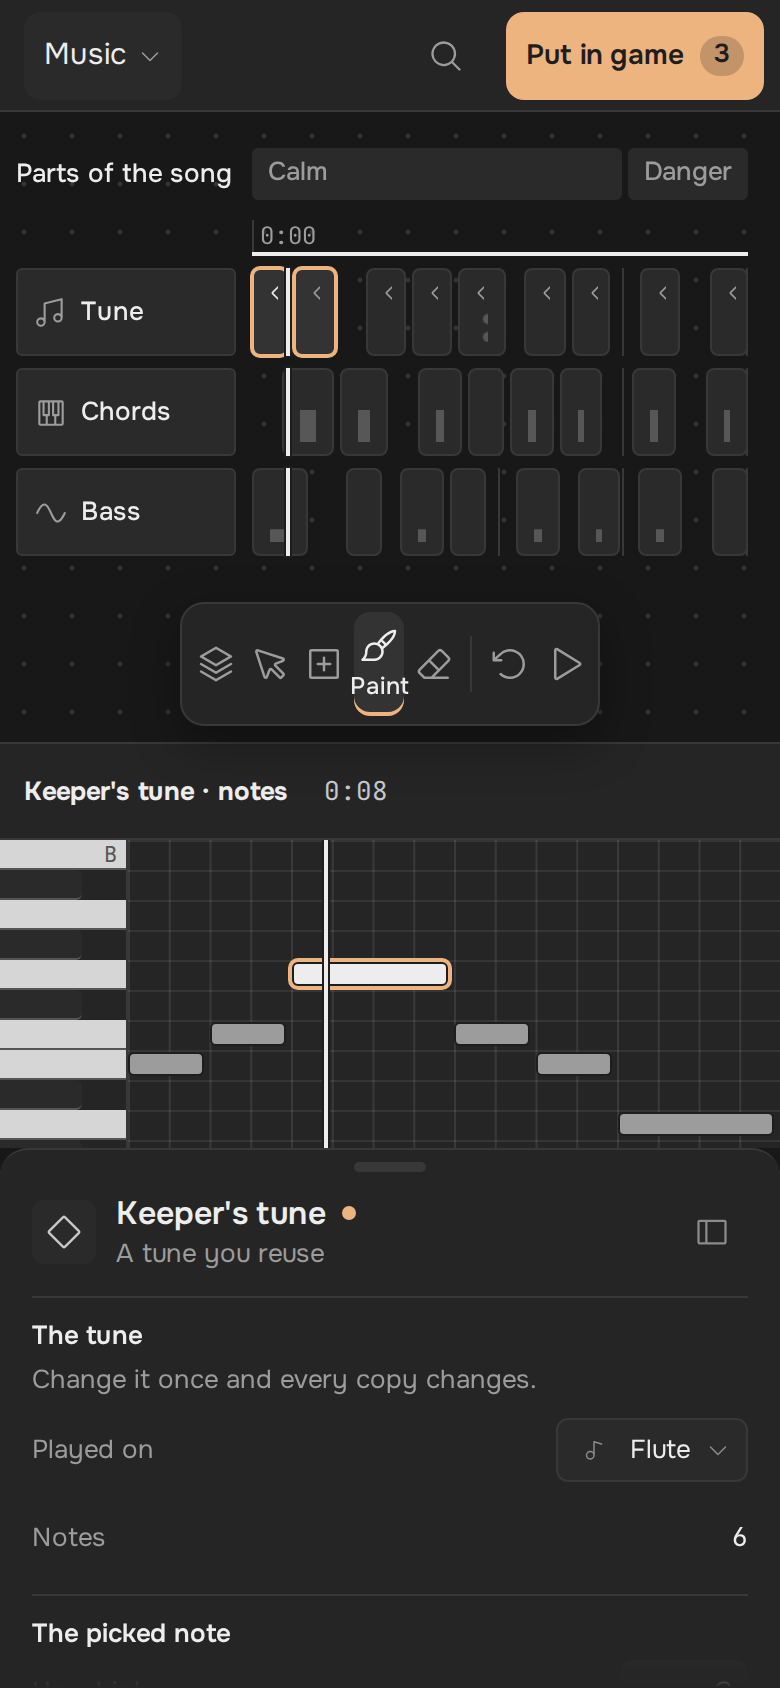 Music
Put in game 3
Parts of the song
Calm
Danger
0:00
Tune
Chords
Bass
Paint
Keeper's tune · notes 0:08
B
Keeper's tune
A tune you reuse
The tune
Change it once and every copy changes.
Played on
Flute
Notes
6
The picked note